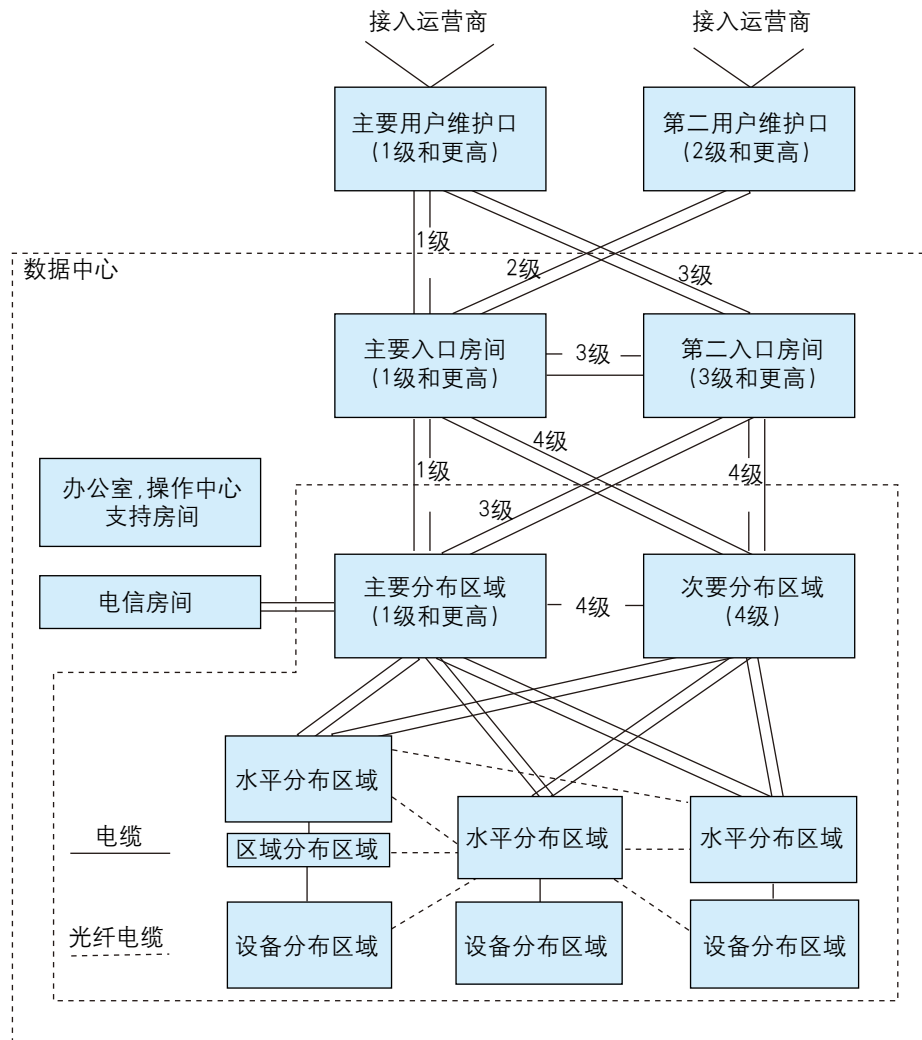 接入运营商
接入运营商
主要用户维护口
(1级和更高)
第二用户维护口
(2级和更高)
1级
2级
3级
数据中心
主要入口房间
(1级和更高)
3级
第二入口房间
(3级和更高)
1级
4级
3级
4级
办公室,操作中心
支持房间
电信房间
主要分布区域
(1级和更高)
4级
次要分布区域
(4级)
水平分布区域
水平分布区域
水平分布区域
电缆
区域分布区域
光纤电缆
设备分布区域
设备分布区域
设备分布区域